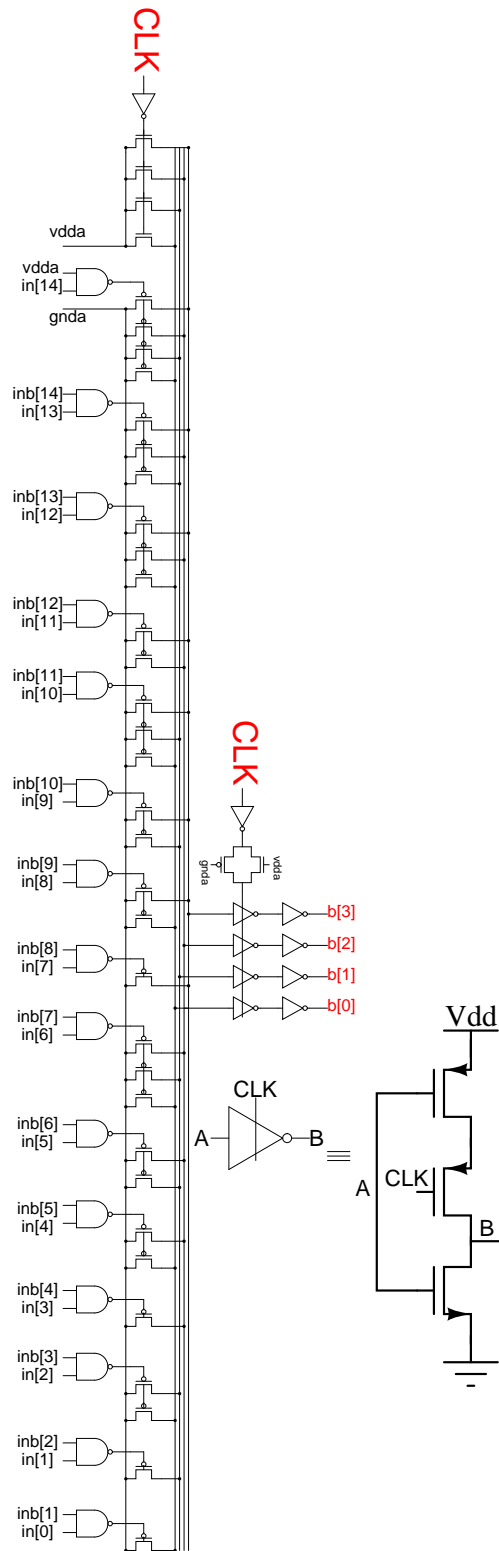 CLK
vdda
vdda
in[14]
gnda
inb[14]
in[13]
inb[13]
in[12]
inb[12]
in[11]
inb[11]
in[10]
inb[10]
in[9]
inb[9]
in[8]
inb[8]
in[7]
inb[7]
in[6]
inb[6]
in[5]
inb[5]
in[4]
inb[4]
in[3]
inb[3]
in[2]
inb[2]
in[1]
inb[1]
in[0]
CLK
gnda
vdda
b[3]
b[2]
b[1]
b[0]
CLK
A
B
Vdd
A
CLK
B